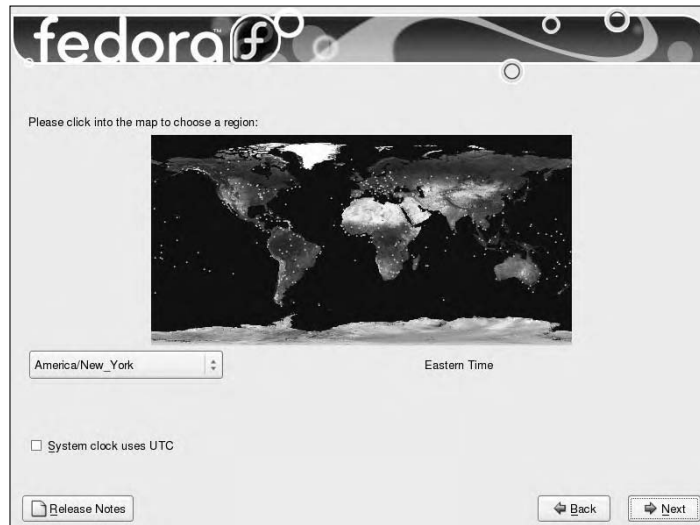 fedora™
Please click into the map to choose a region:
America/New_York
Eastern Time
System clock uses UTC
Release Notes
Back
Next